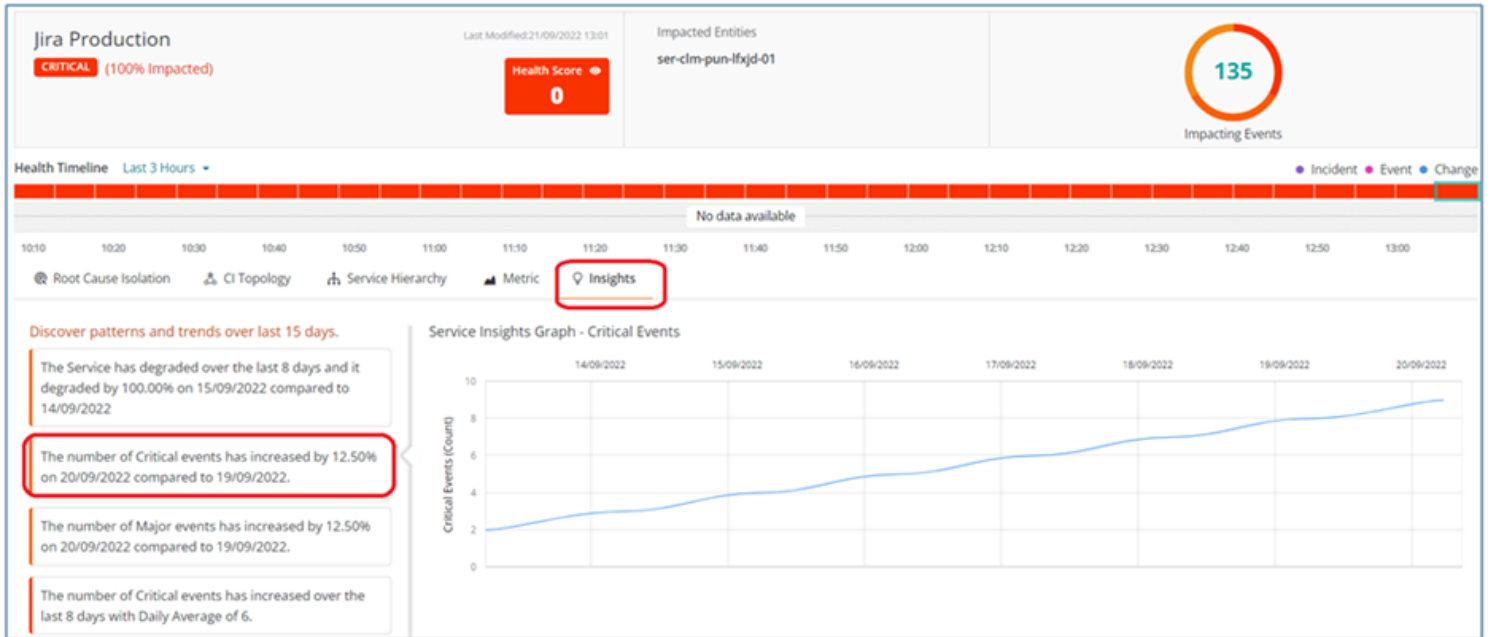 Jira Production
Last Modified:21/09/2022 13:01
CRITICAL (100% Impacted)
Health Score
0
Impacted Entities
ser-clm-pun-lfxjd-01
135
Impacting Events
Health Timeline Last 3 Hours
Incident Event Change
No data available
10:10 10:20 10:30 10:40 10:50 11:00 11:10 11:20 11:30 11:40 11:50 12:00 12:10 12:20 12:30 12:40 12:50 13:00
Root Cause Isolation CI Topology Service Hierarchy Metric Insights
Discover patterns and trends over last 15 days.
The Service has degraded over the last 8 days and it
degraded by 100.00% on 15/09/2022 compared to
14/09/2022
The number of Critical events has increased by 12.50%
on 20/09/2022 compared to 19/09/2022.
The number of Major events has increased by 12.50%
on 20/09/2022 compared to 19/09/2022.
The number of Critical events has increased over the
last 8 days with Daily Average of 6.
Service Insights Graph - Critical Events
14/09/2022 15/09/2022 16/09/2022 17/09/2022 18/09/2022 19/09/2022 20/09/2022
Critical Events (Count)
10
8
6
4
2
0